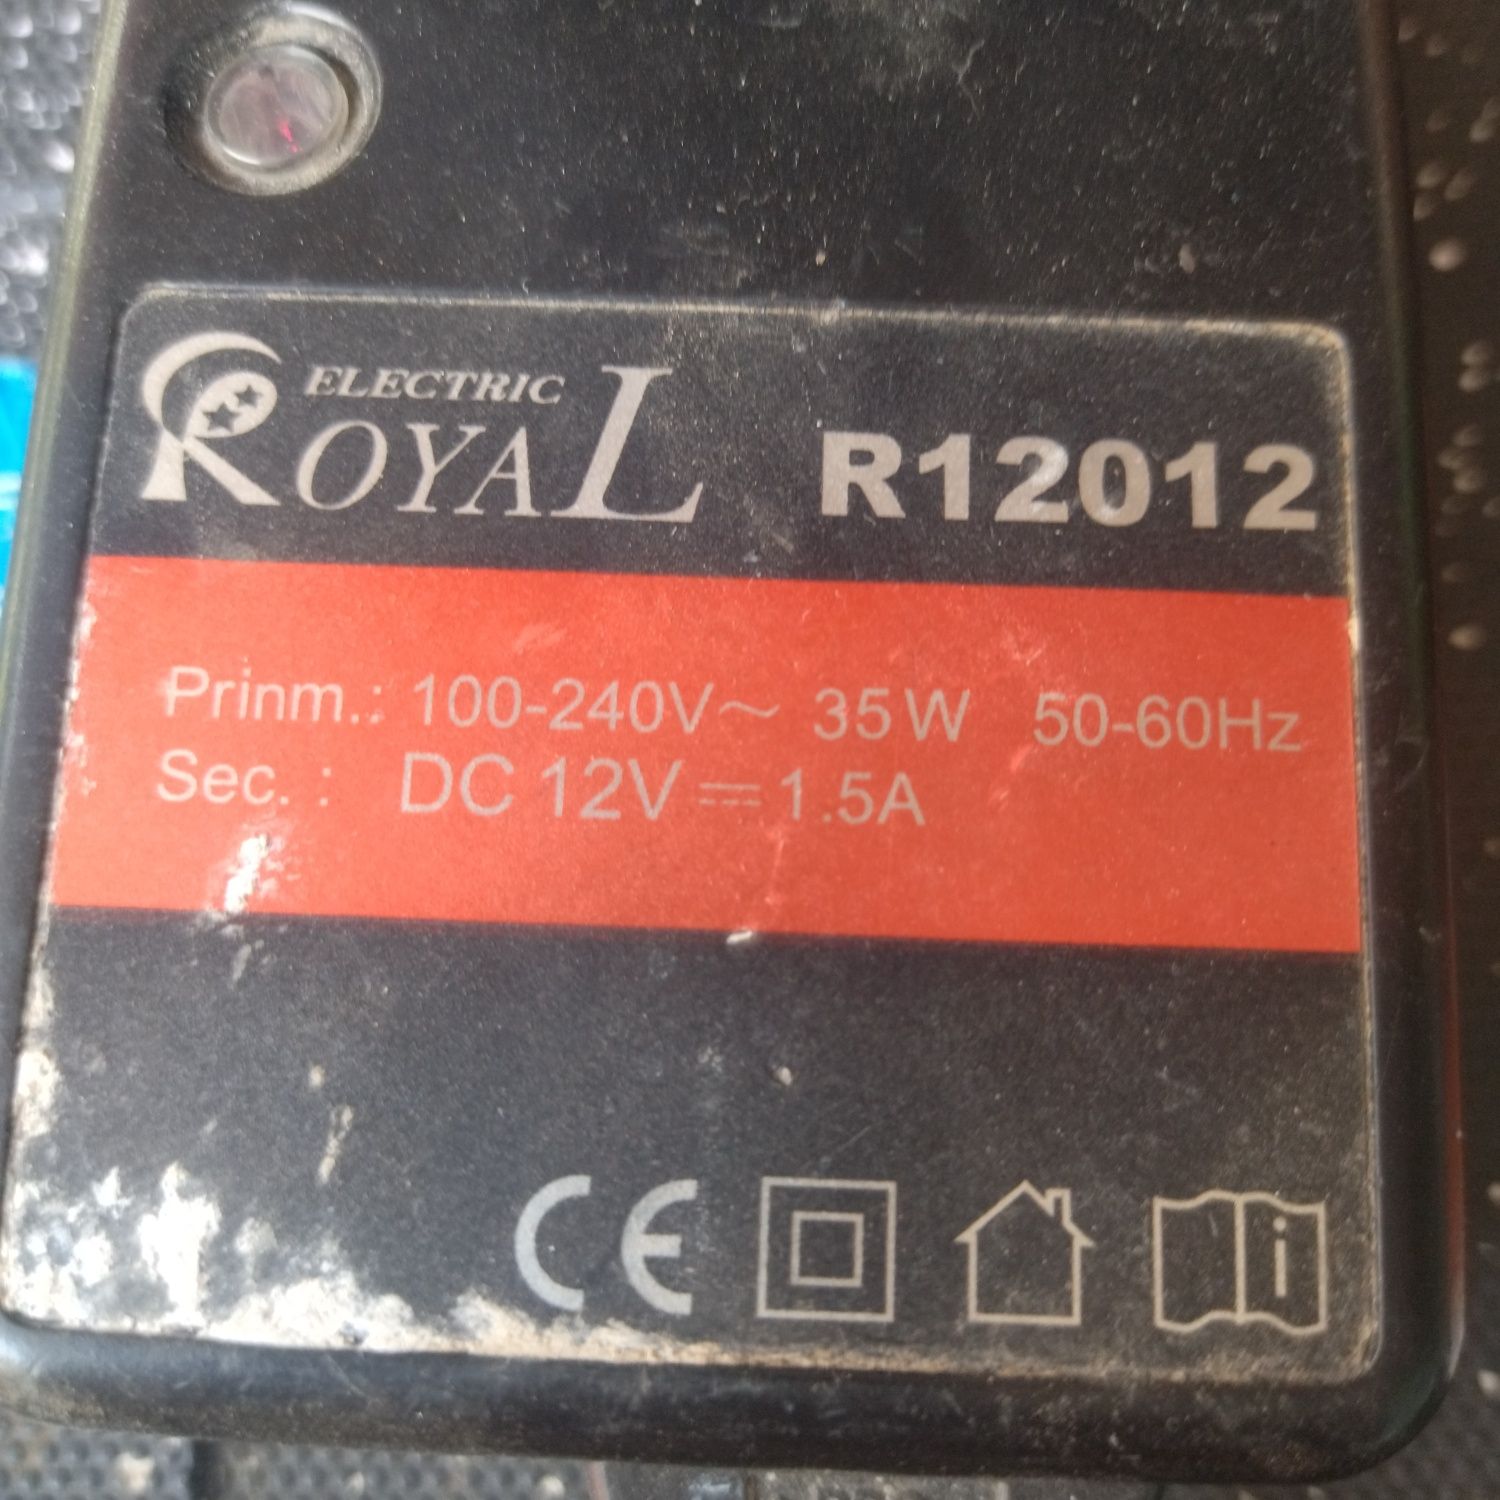 ELECTRIC
ROYAL R12012
Prinm.: 100-240V~ 35W 50-60Hz
Sec. : DC 12V ⎓ 1.5A
CE
i